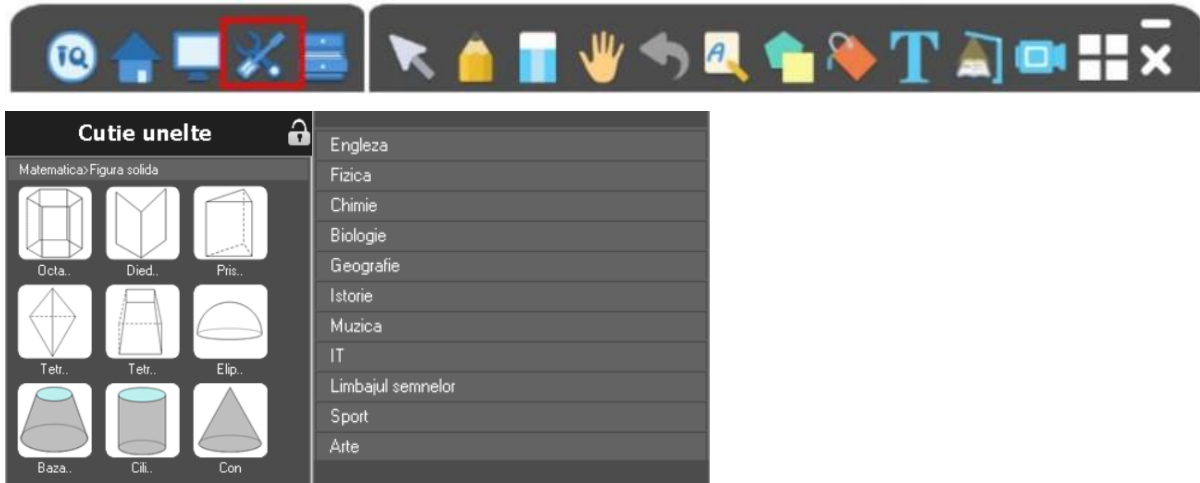 IQ
A
T
Cutie unelte
Matematica>Figura solida
Octa.. Died.. Pris..
Tetr.. Tetr.. Elip..
Baza.. Cili.. Con
Engleza
Fizica
Chimie
Biologie
Geografie
Istorie
Muzica
IT
Limbajul semnelor
Sport
Arte